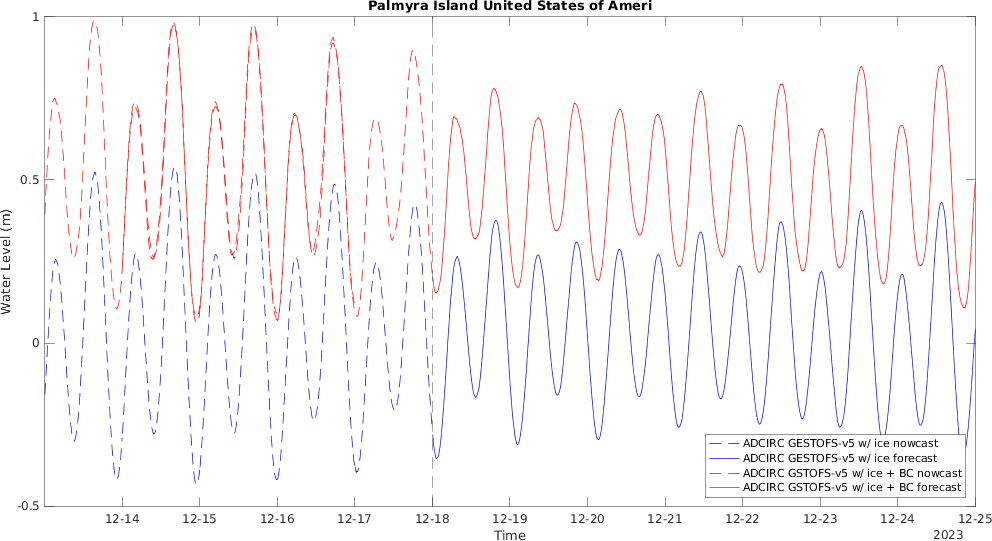 Palmyra Island United States of Ameri
Water Level (m)
1
0.5
0
-0.5
12-14 12-15 12-16 12-17 12-18 12-19 12-20 12-21 12-22 12-23 12-24 12-25
Time
2023
ADCIRC GESTOFS-v5 w/ ice nowcast
ADCIRC GESTOFS-v5 w/ ice forecast
ADCIRC GSTOFS-v5 w/ ice + BC nowcast
ADCIRC GSTOFS-v5 w/ ice + BC forecast